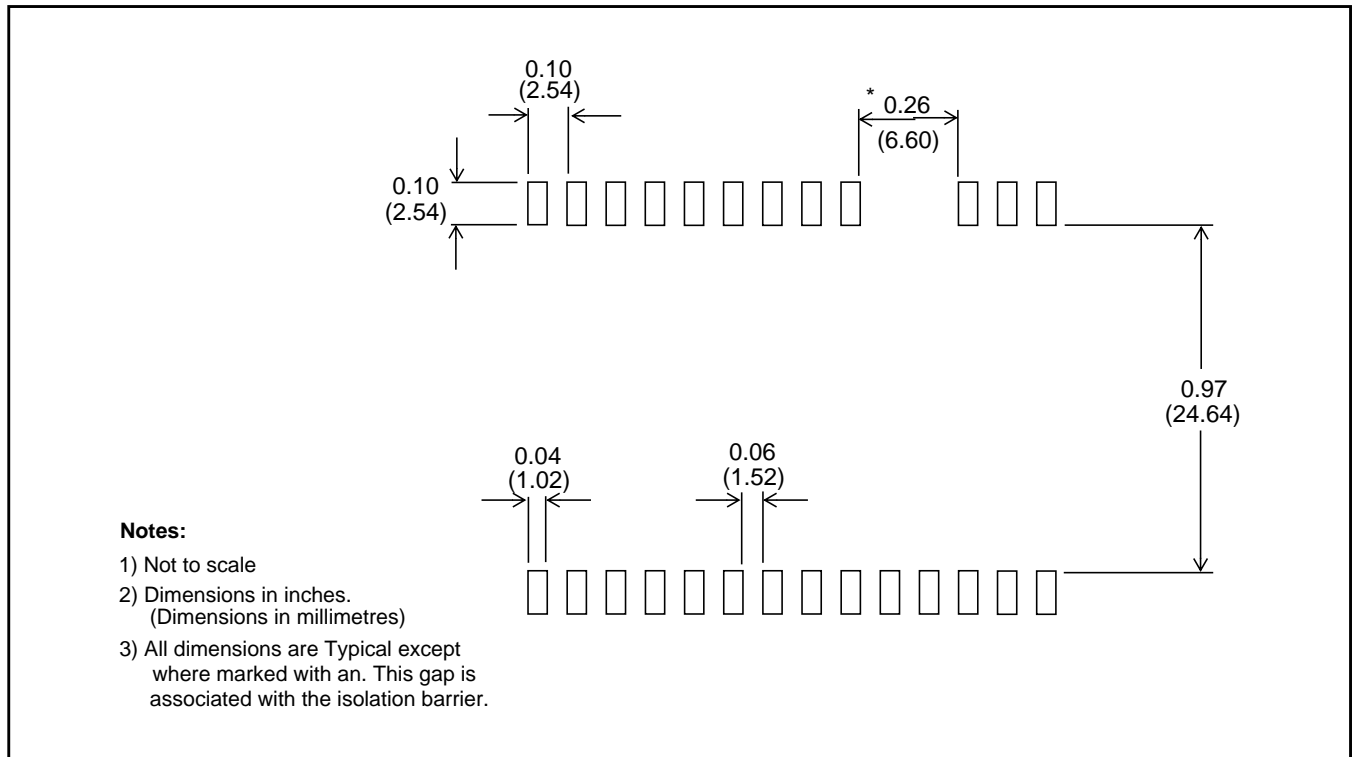 0.10
(2.54)
*
0.26
(6.60)
0.10
(2.54)
0.97
(24.64)
0.04
(1.02)
0.06
(1.52)
Notes:
1) Not to scale
2) Dimensions in inches.
(Dimensions in millimetres)
3) All dimensions are Typical except
where marked with an. This gap is
associated with the isolation barrier.